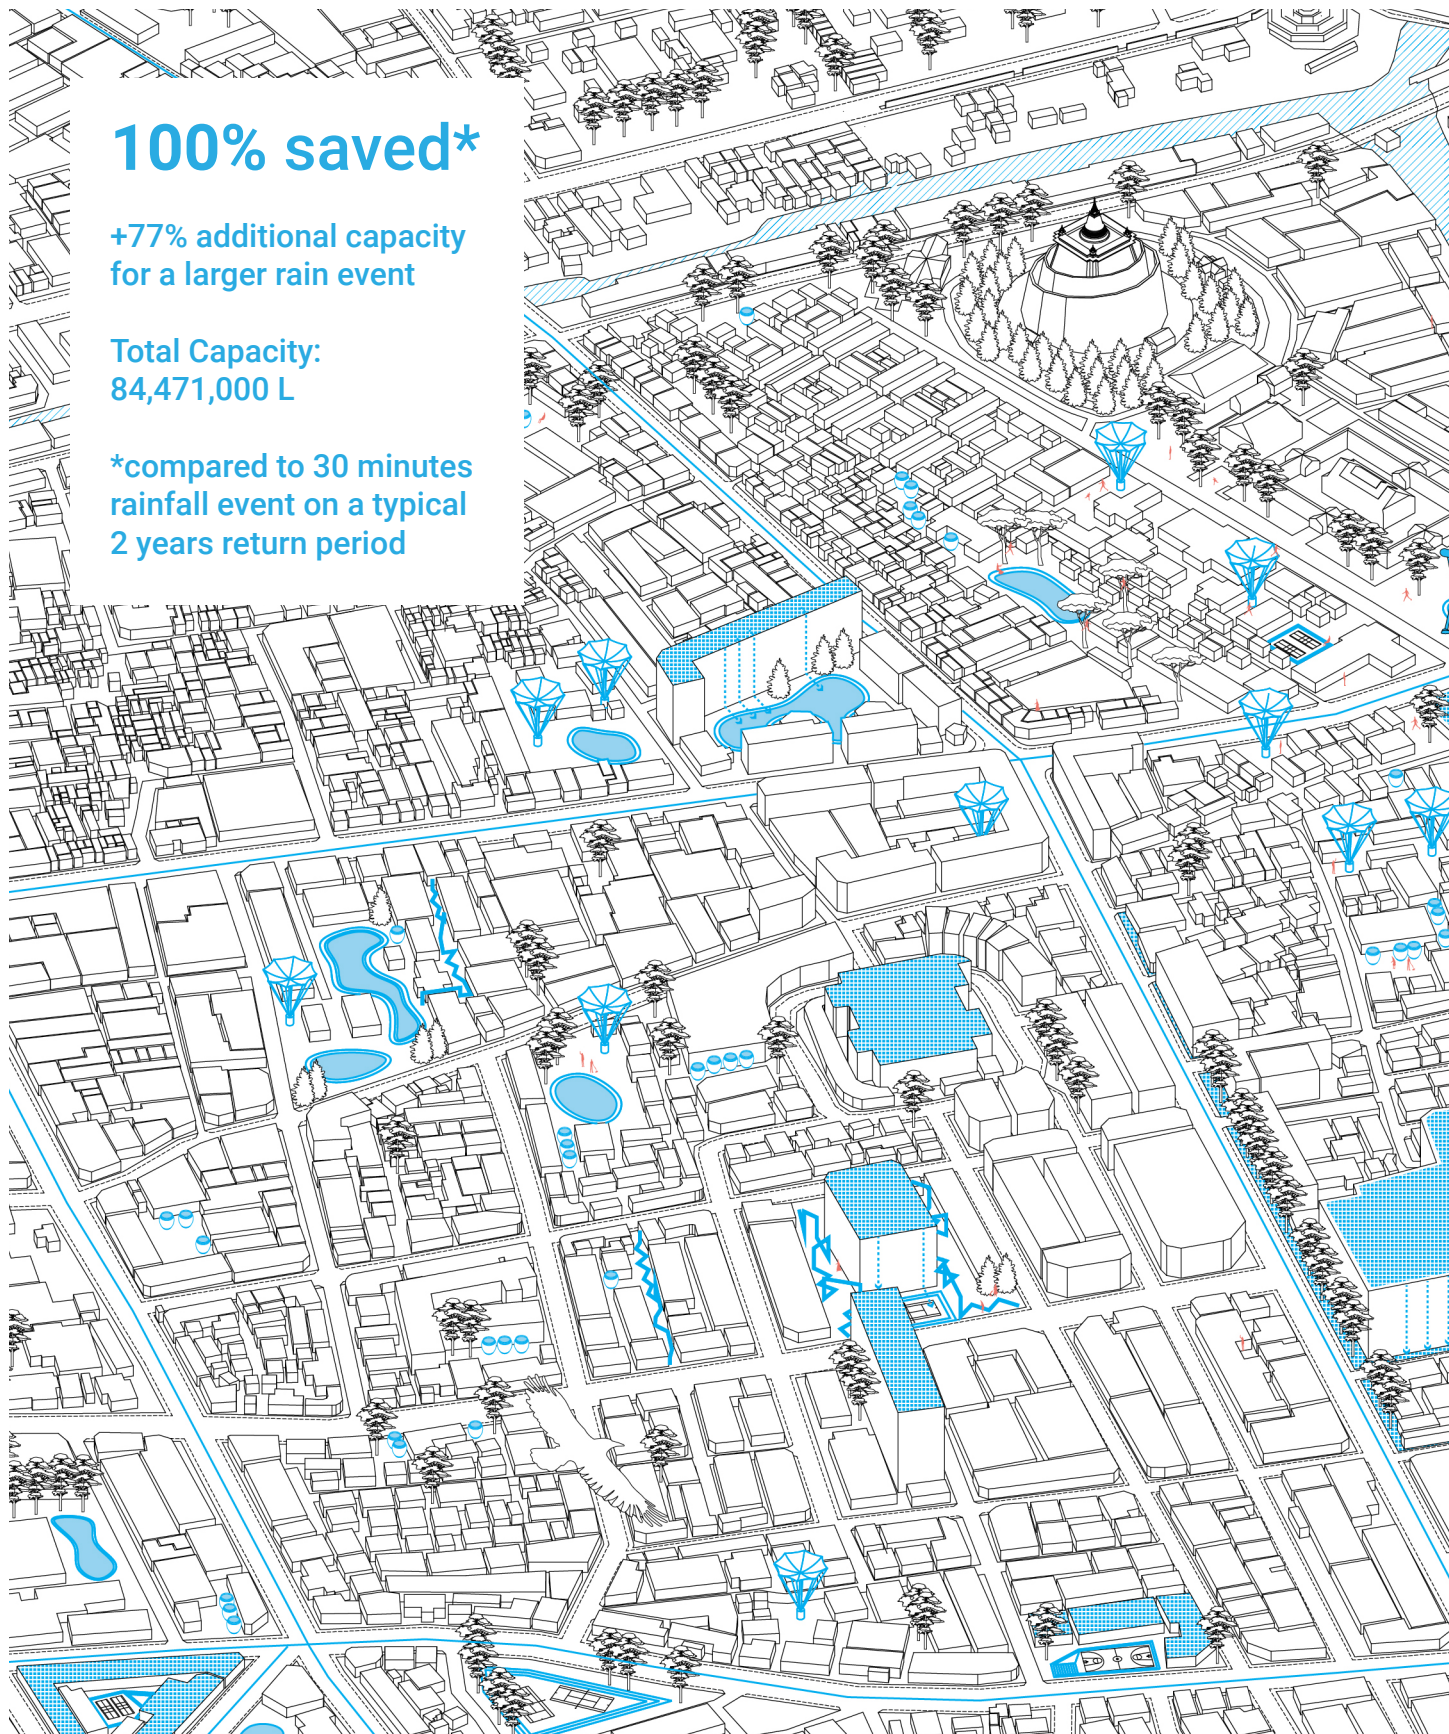 100% saved*
+77% additional capacity
for a larger rain event
Total Capacity:
84,471,000 L
*compared to 30 minutes
rainfall event on a typical
2 years return period